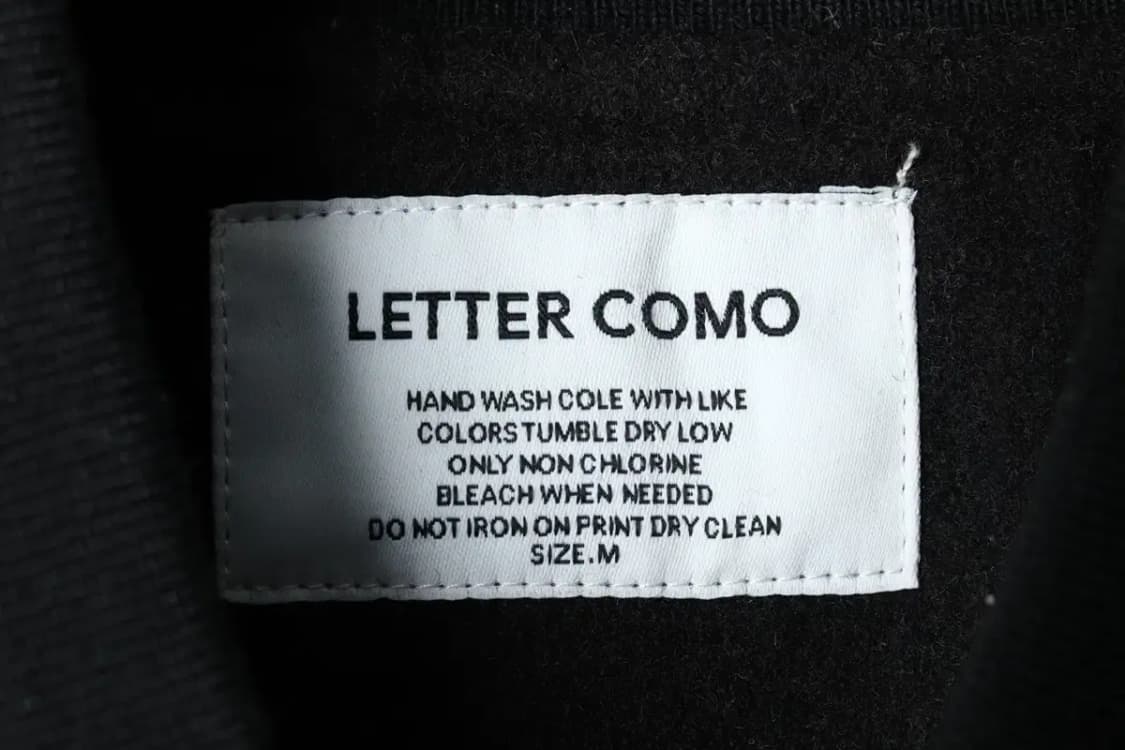 LETTER COMO
HAND WASH COLE WITH LIKE
COLORS TUMBLE DRY LOW
ONLY NON CHLORINE
BLEACH WHEN NEEDED
DO NOT IRON ON PRINT DRY CLEAN
SIZE.M